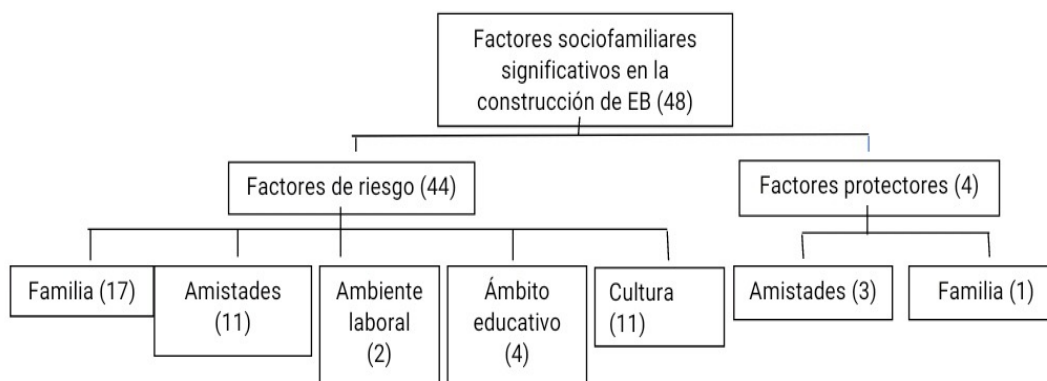 Factores sociofamiliares
significativos en la
construcción de EB (48)
Factores de riesgo (44)
Factores protectores (4)
Familia (17)
Amistades
(11)
Ambiente
laboral
(2)
Ámbito
educativo
(4)
Cultura
(11)
Amistades (3)
Familia (1)